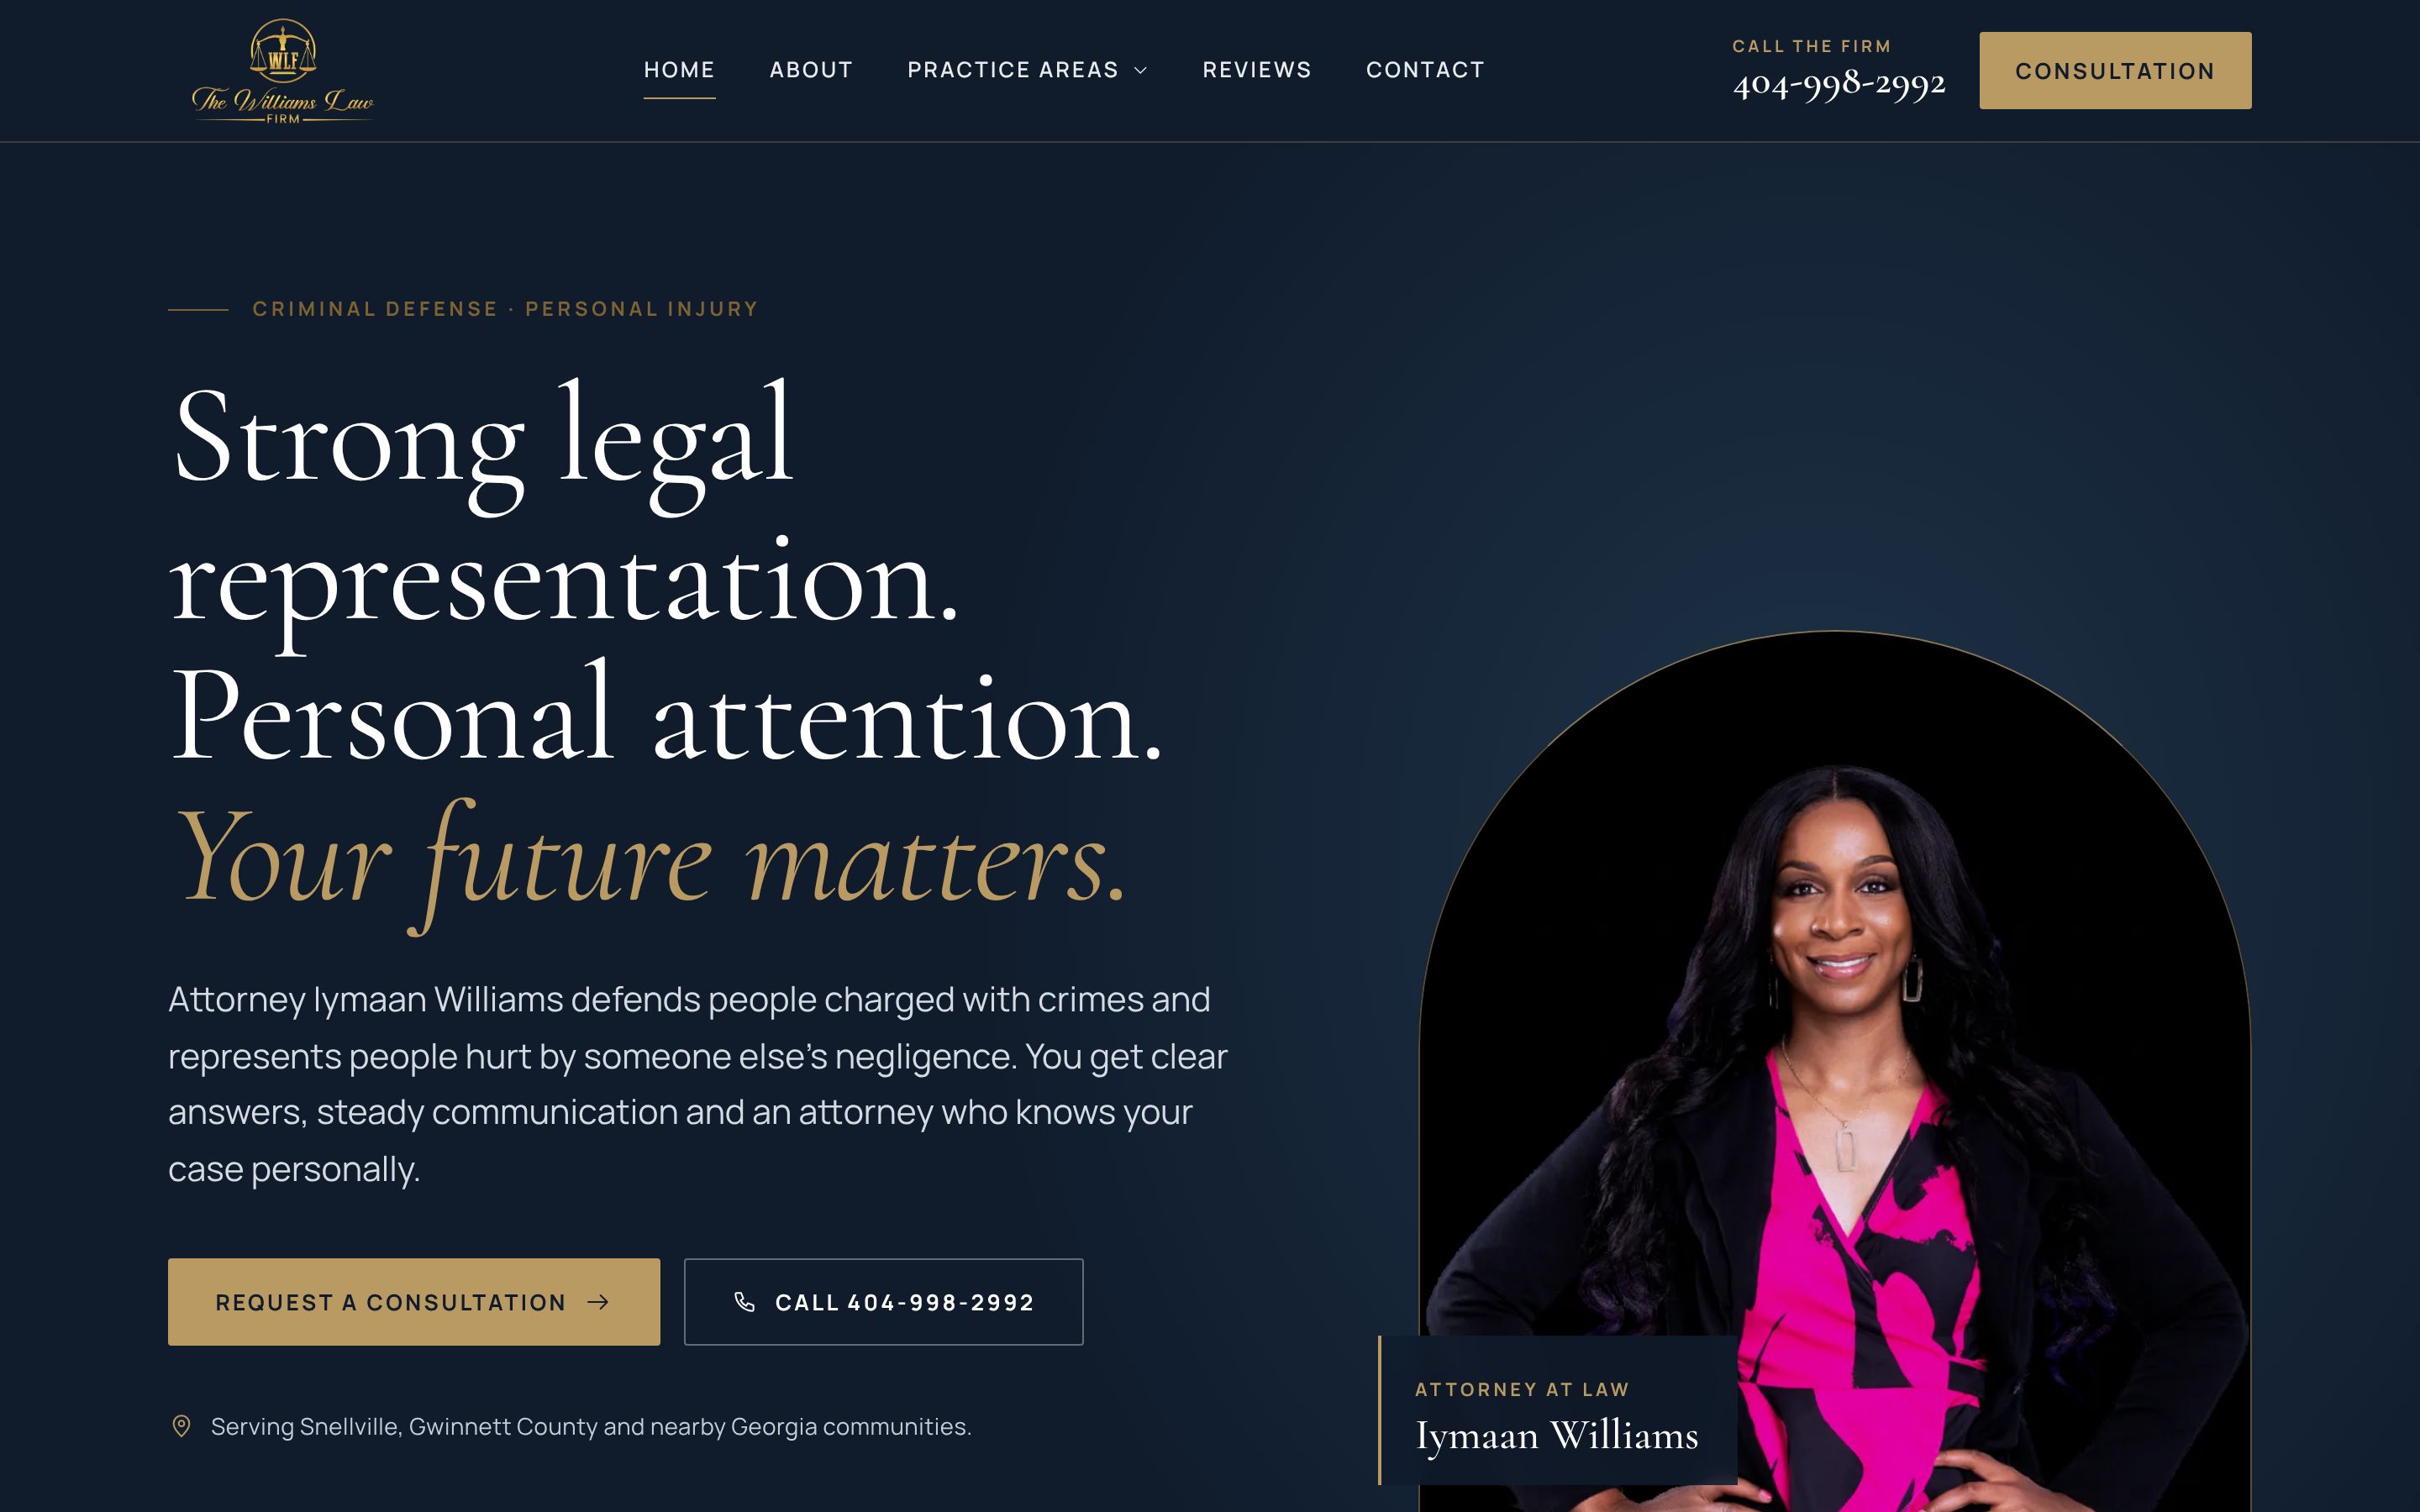 WLF
The Williams Law
FIRM
HOME ABOUT PRACTICE AREAS REVIEWS CONTACT
CALL THE FIRM
404-998-2992
CONSULTATION
CRIMINAL DEFENSE · PERSONAL INJURY
Strong legal
representation.
Personal attention.
Your future matters.
Attorney Iymaan Williams defends people charged with crimes and
represents people hurt by someone else’s negligence. You get clear
answers, steady communication and an attorney who knows your
case personally.
REQUEST A CONSULTATION →
CALL 404-998-2992
Serving Snellville, Gwinnett County and nearby Georgia communities.
ATTORNEY AT LAW
Iymaan Williams